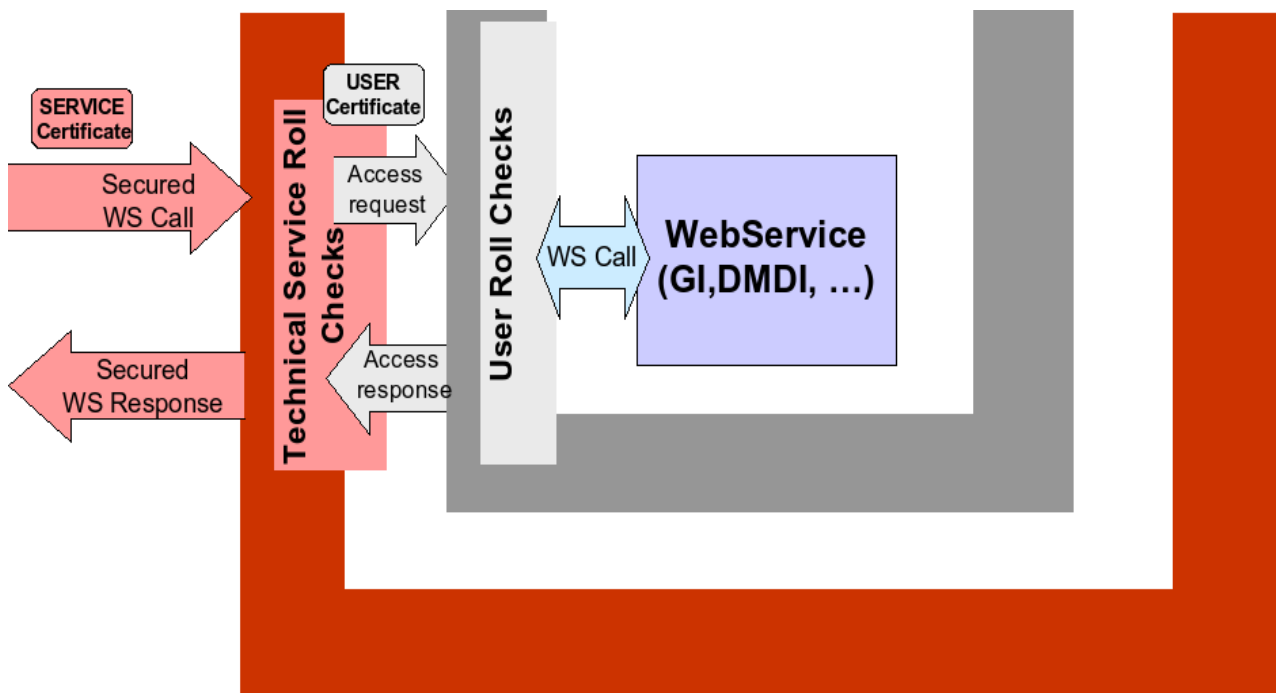 SERVICE
Certificate
USER
Certificate
Secured
WS Call
Technical Service Roll
Checks
Access
request
User Roll Checks
WS Call
WebService
(GI,DMDI, …)
Secured
WS Response
Access
response